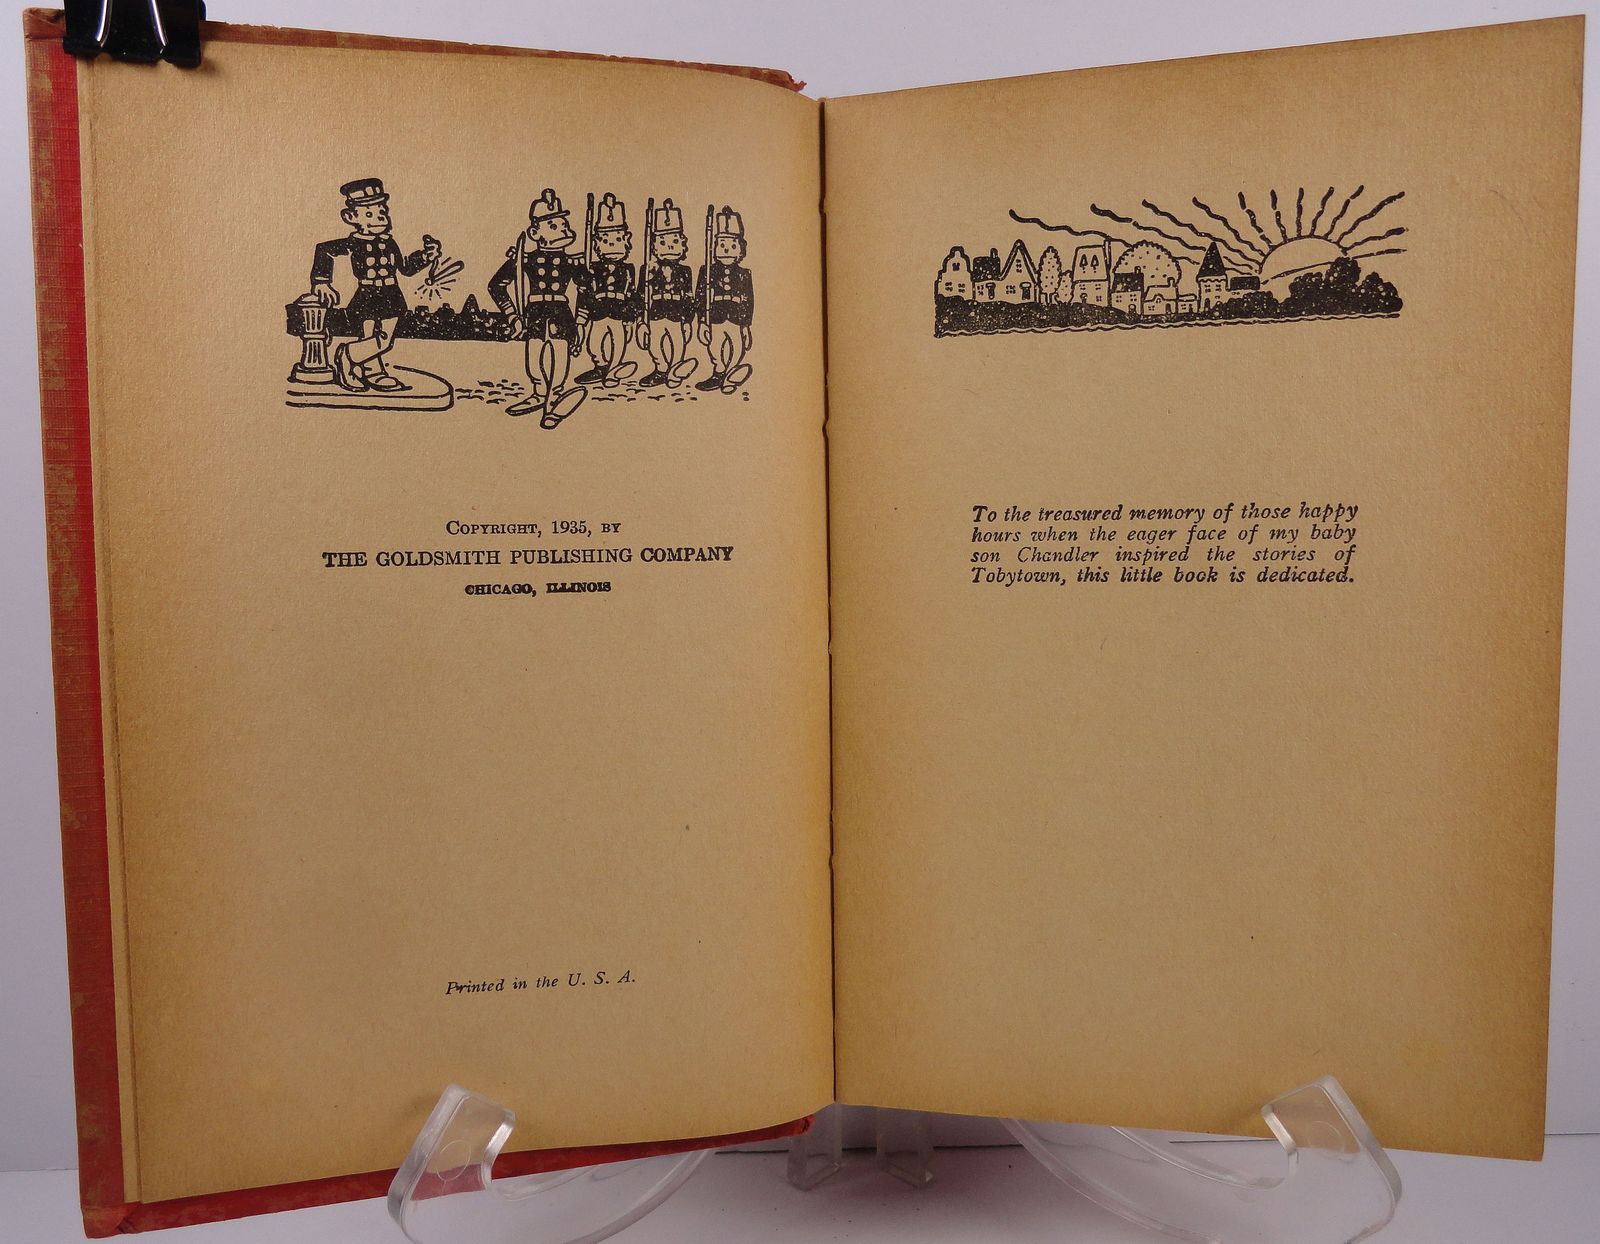 COPYRIGHT, 1935, BY
THE GOLDSMITH PUBLISHING COMPANY
CHICAGO, ILLINOIS
Printed in the U. S. A.
To the treasured memory of those happy
hours when the eager face of my baby
son Chandler inspired the stories of
Tobytown, this little book is dedicated.